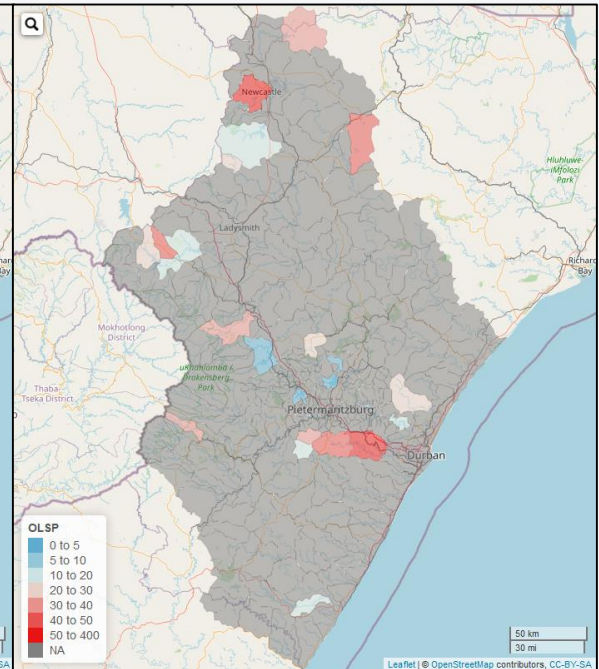 Newcastle
Hluhluwe-
iMfolozi
Park
Ladysmith
Richard
Bay
Mokhotlong
District
uKhahlamba
Drakensberg
Park
Thaba-
Tseka District
Pietermaritzburg
Durban
OLSP
0 to 5
5 to 10
10 to 20
20 to 30
30 to 40
40 to 50
50 to 400
NA
50 km
30 mi
Leaflet | © OpenStreetMap contributors, CC-BY-SA